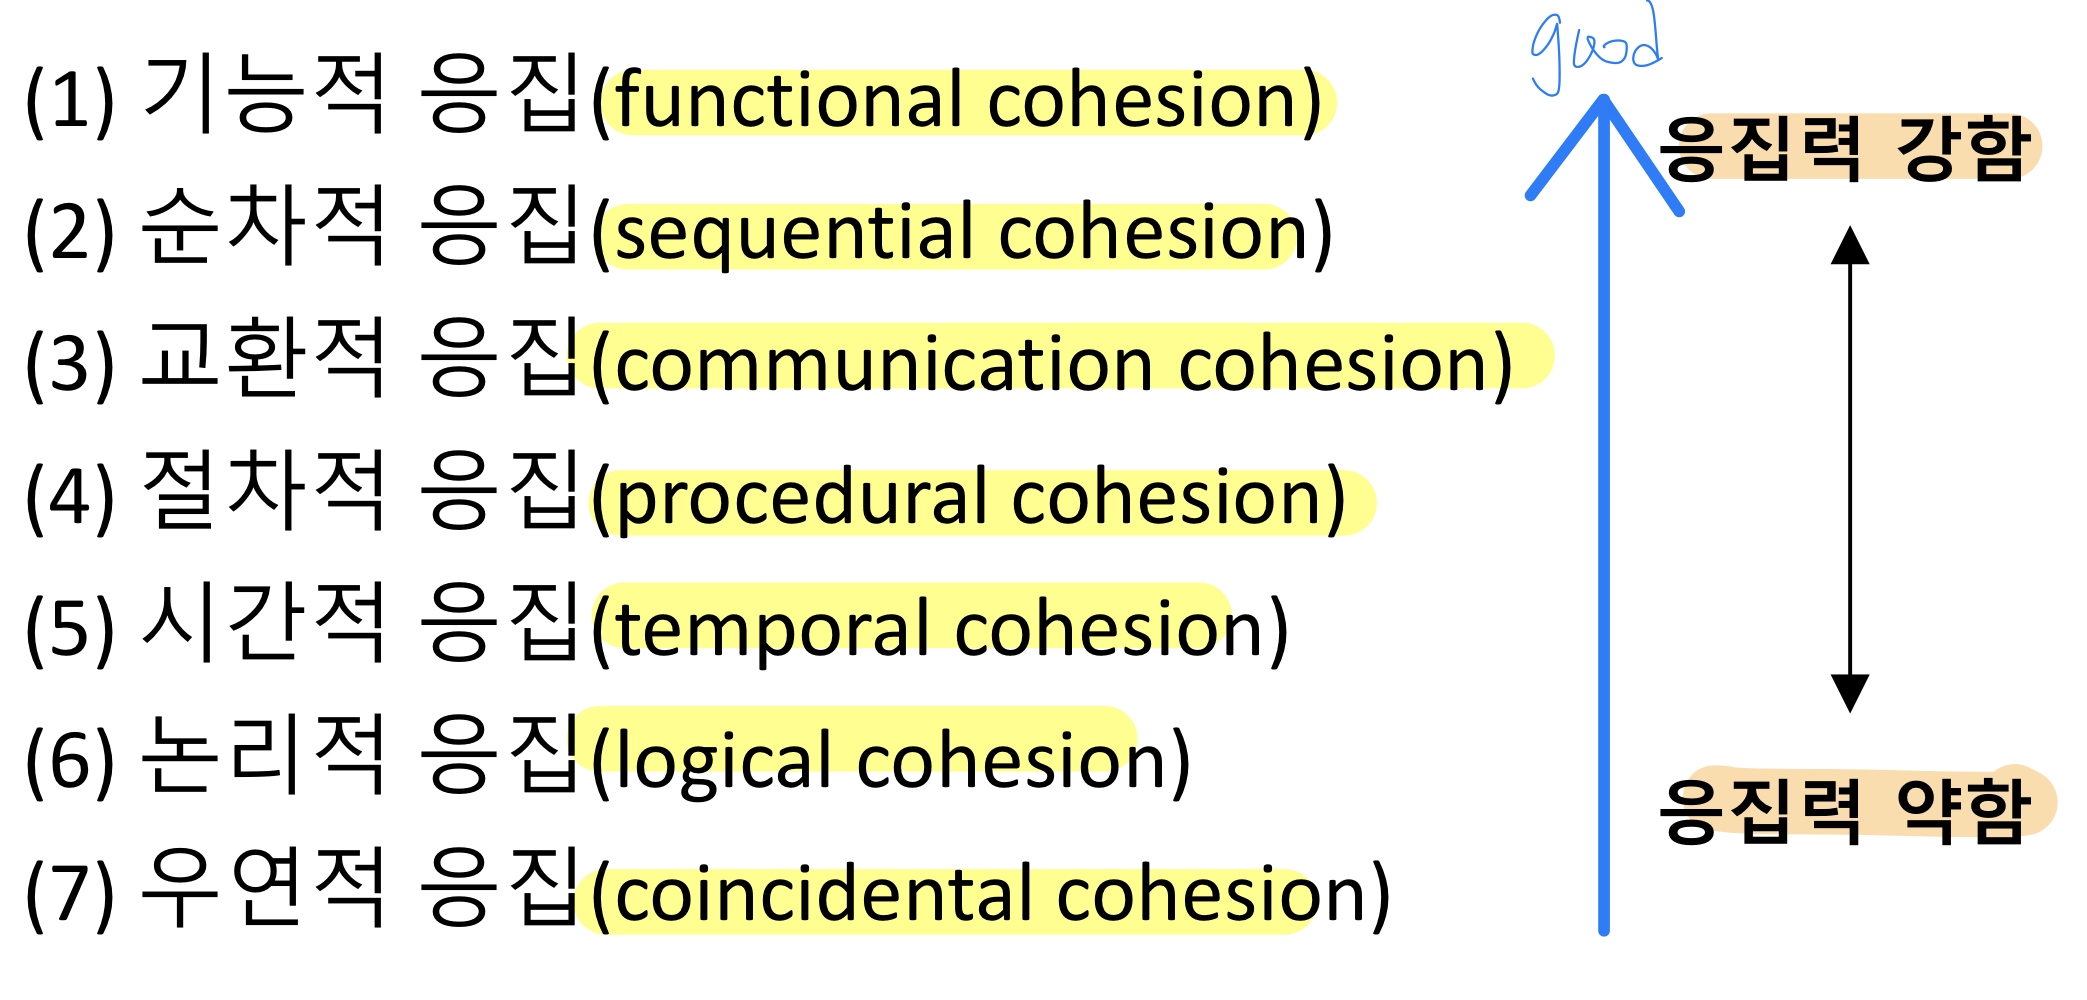 (1) 기능적 응집(functional cohesion)
(2) 순차적 응집(sequential cohesion)
(3) 교환적 응집(communication cohesion)
(4) 절차적 응집(procedural cohesion)
(5) 시간적 응집(temporal cohesion)
(6) 논리적 응집(logical cohesion)
(7) 우연적 응집(coincidental cohesion)
good
응집력 강함
응집력 약함